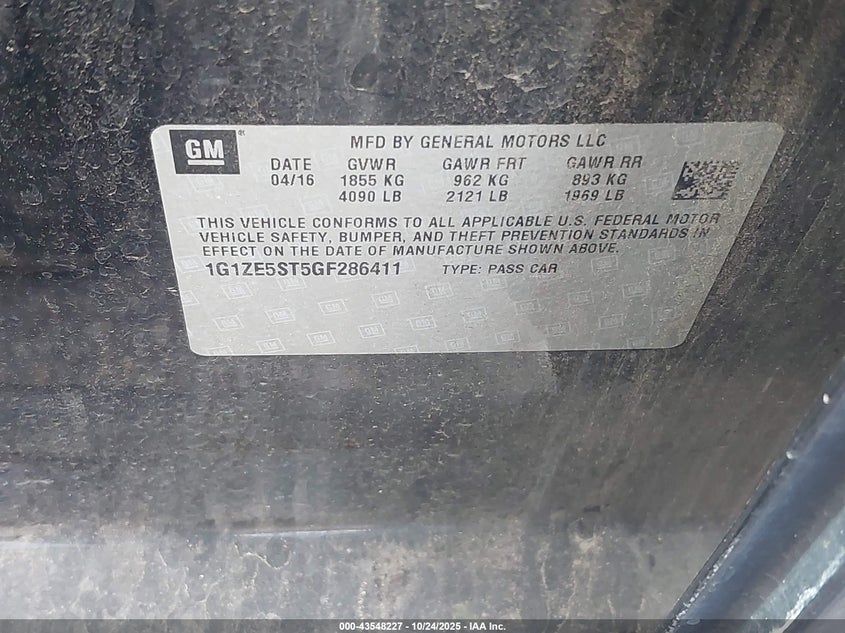 GM
MFD BY GENERAL MOTORS LLC
DATE GVWR GAWR FRT GAWR RR
04/16 1855 KG 962 KG 893 KG
4090 LB 2121 LB 1969 LB
THIS VEHICLE CONFORMS TO ALL APPLICABLE U.S. FEDERAL MOTOR
VEHICLE SAFETY, BUMPER, AND THEFT PREVENTION STANDARDS IN
EFFECT ON THE DATE OF MANUFACTURE SHOWN ABOVE.
1G1ZE5ST5GF286411 TYPE: PASS CAR
000-43548227 - 10/24/2025 - IAA Inc.